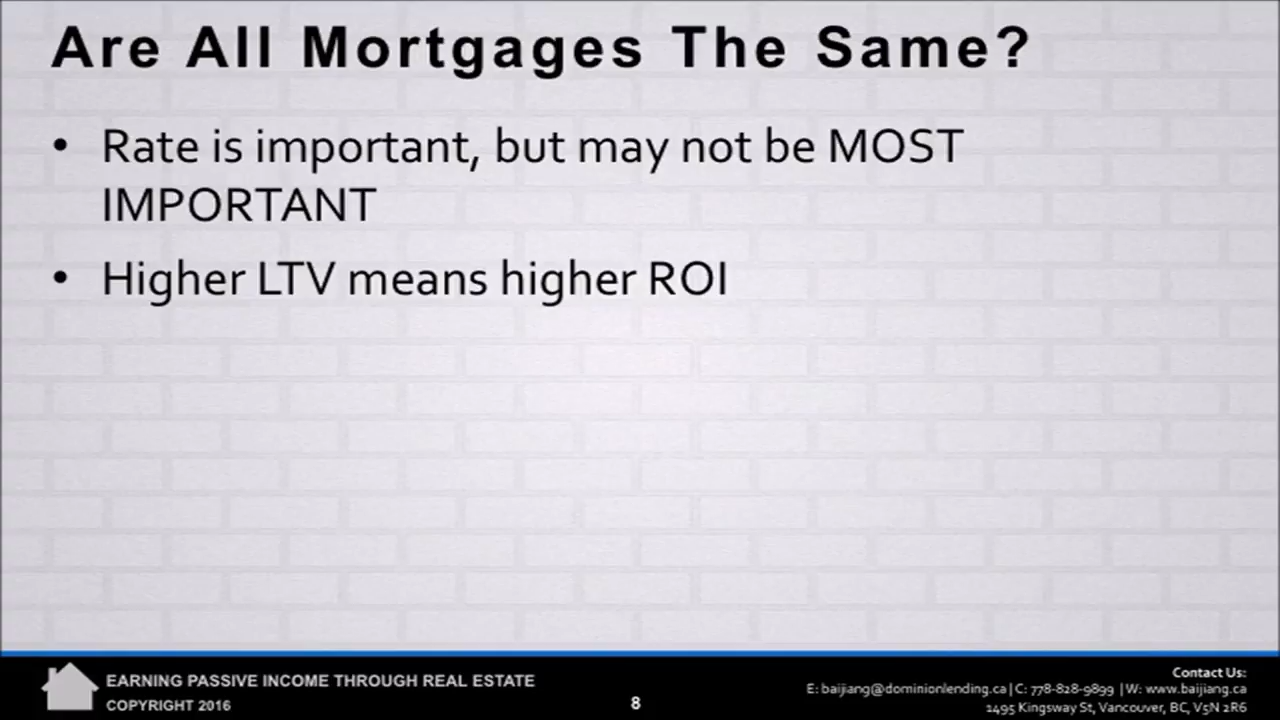 Are All Mortgages The Same?
• Rate is important, but may not be MOST
IMPORTANT
• Higher LTV means higher ROI
EARNING PASSIVE INCOME THROUGH REAL ESTATE
COPYRIGHT 2016
8
Contact Us:
E: baijiang@dominionlending.ca | C: 778-828-9899 | W: www.baijiang.ca
1495 Kingsway St, Vancouver, BC, V5N 2R6